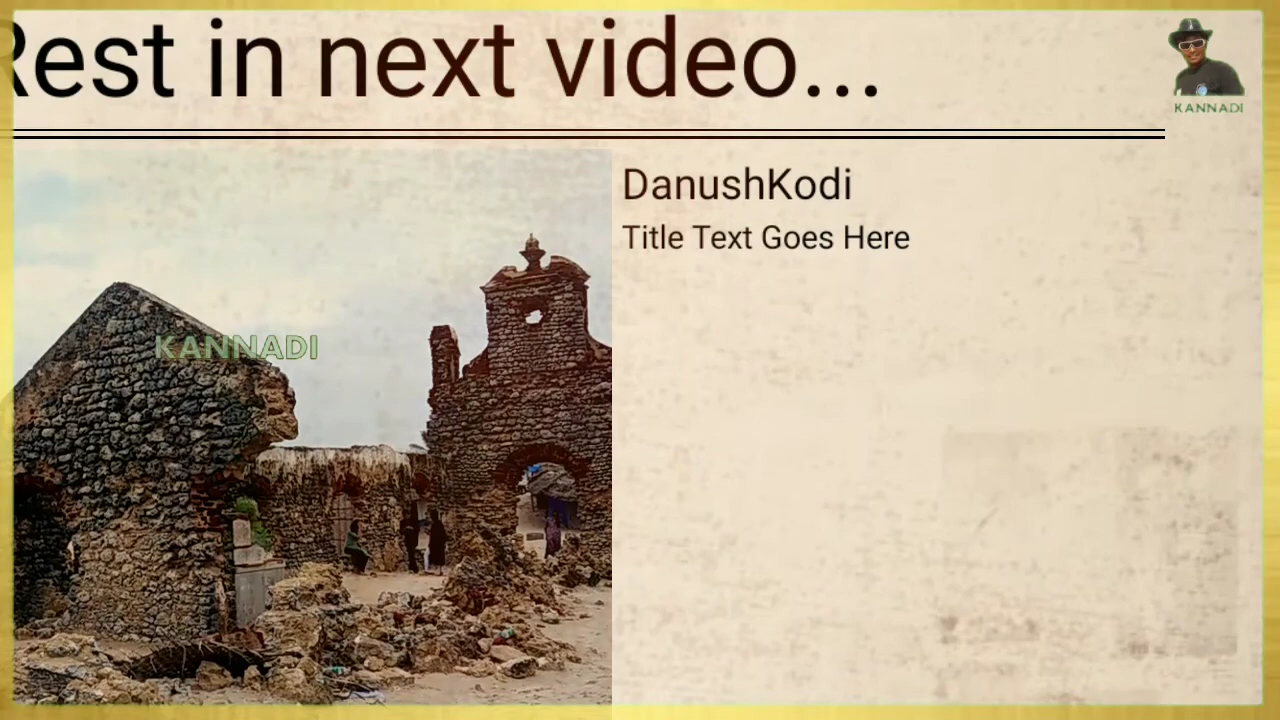 Rest in next video...
KANNADI
DanushKodi
Title Text Goes Here
KANNADI